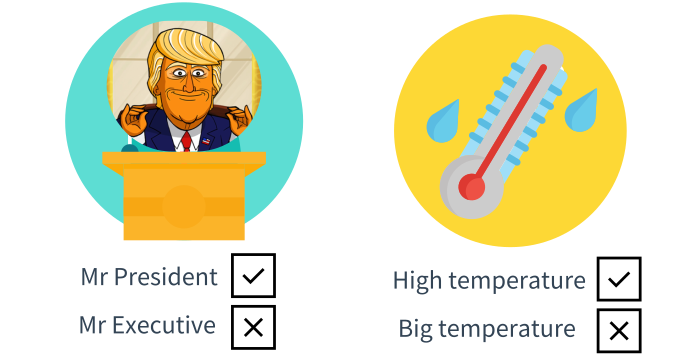 Mr President
Mr Executive
High temperature
Big temperature